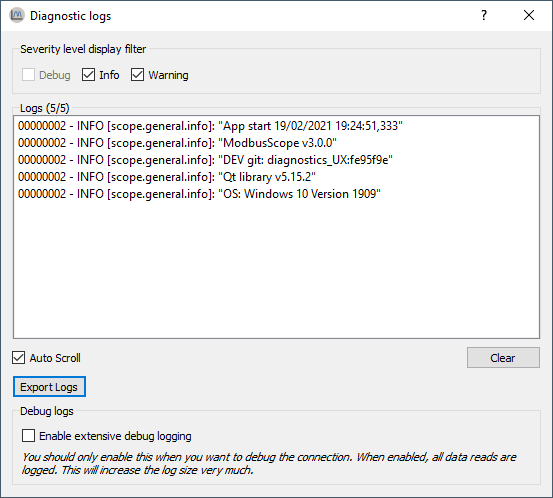 Diagnostic logs
?
Severity level display filter
Debug Info Warning
Logs (5/5)
00000002 - INFO [scope.general.info]: "App start 19/02/2021 19:24:51,333"
00000002 - INFO [scope.general.info]: "ModbusScope v3.0.0"
00000002 - INFO [scope.general.info]: "DEV git: diagnostics_UX:fe95f9e"
00000002 - INFO [scope.general.info]: "Qt library v5.15.2"
00000002 - INFO [scope.general.info]: "OS: Windows 10 Version 1909"
Auto Scroll Clear
Export Logs
Debug logs
Enable extensive debug logging
You should only enable this when you want to debug the connection. When enabled, all data reads are
logged. This will increase the log size very much.